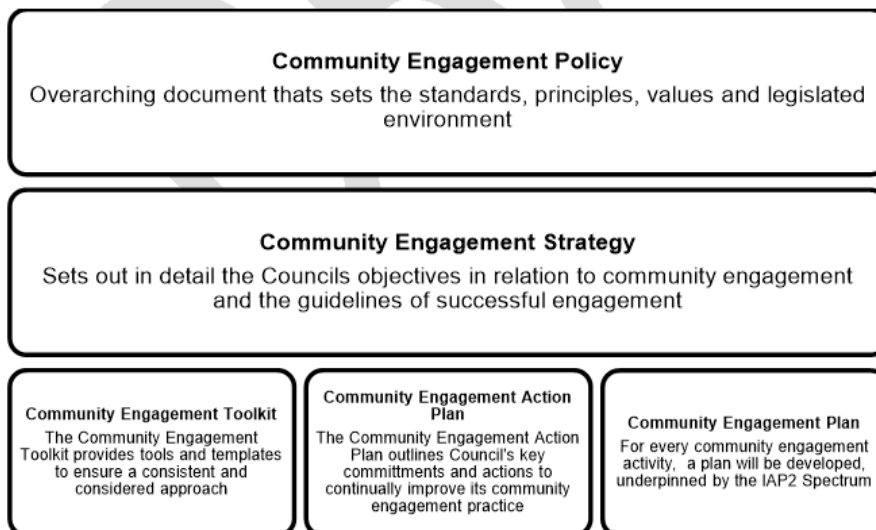 Community Engagement Policy
Overarching document thats sets the standards, principles, values and legislated
environment
Community Engagement Strategy
Sets out in detail the Councils objectives in relation to community engagement
and the guidelines of successful engagement
Community Engagement Toolkit
The Community Engagement
Toolkit provides tools and templates
to ensure a consistent and
considered approach
Community Engagement Action
Plan
The Community Engagement Action
Plan outlines Council's key
committments and actions to
continually improve its community
engagement practice
Community Engagement Plan
For every community engagement
activity, a plan will be developed,
underpinned by the IAP2 Spectrum